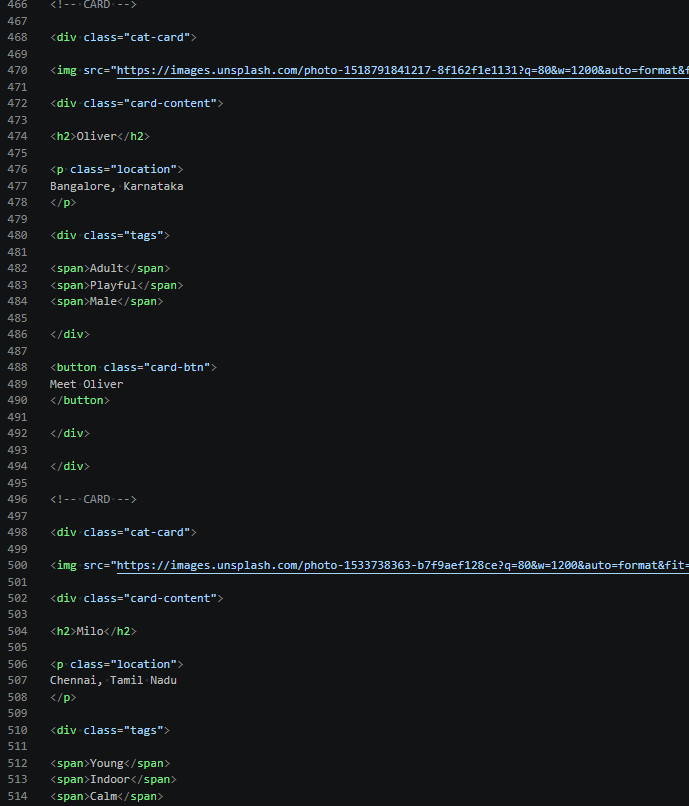 466 <!-- CARD -->
467
468 <div class="cat-card">
469
470 <img src="https://images.unsplash.com/photo-1518791841217-8f162f1e1131?q=80&w=1200&auto=format&f
471
472 <div class="card-content">
473
474 <h2>Oliver</h2>
475
476 <p class="location">
477 Bangalore, Karnataka
478 </p>
479
480 <div class="tags">
481
482 <span>Adult</span>
483 <span>Playful</span>
484 <span>Male</span>
485
486 </div>
487
488 <button class="card-btn">
489 Meet Oliver
490 </button>
491
492 </div>
493
494 </div>
495
496 <!-- CARD -->
497
498 <div class="cat-card">
499
500 <img src="https://images.unsplash.com/photo-1533738363-b7f9aef128ce?q=80&w=1200&auto=format&fit=
501
502 <div class="card-content">
503
504 <h2>Milo</h2>
505
506 <p class="location">
507 Chennai, Tamil Nadu
508 </p>
509
510 <div class="tags">
511
512 <span>Young</span>
513 <span>Indoor</span>
514 <span>Calm</span>